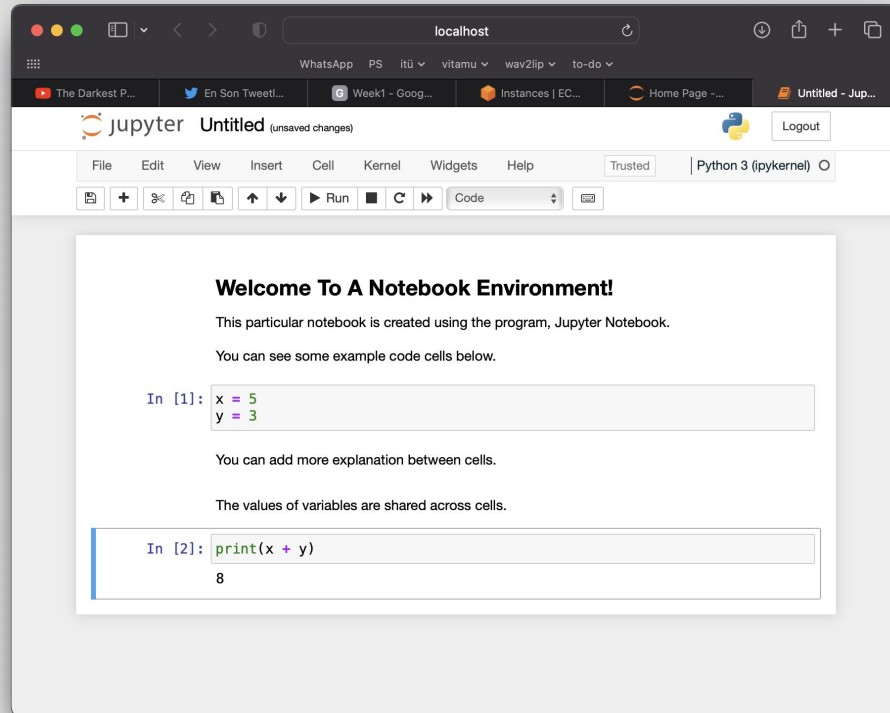 localhost
WhatsApp PS itü vitamu wav2lip to-do
The Darkest P... En Son Tweetl... G Week1 - Goog... Instances | EC... Home Page -... Untitled - Jup...
jupyter Untitled (unsaved changes) Logout
File Edit View Insert Cell Kernel Widgets Help Trusted Python 3 (ipykernel)
Run C Code
Welcome To A Notebook Environment!
This particular notebook is created using the program, Jupyter Notebook.
You can see some example code cells below.
In [1]: x = 5
y = 3
You can add more explanation between cells.
The values of variables are shared across cells.
In [2]: print(x + y)
8